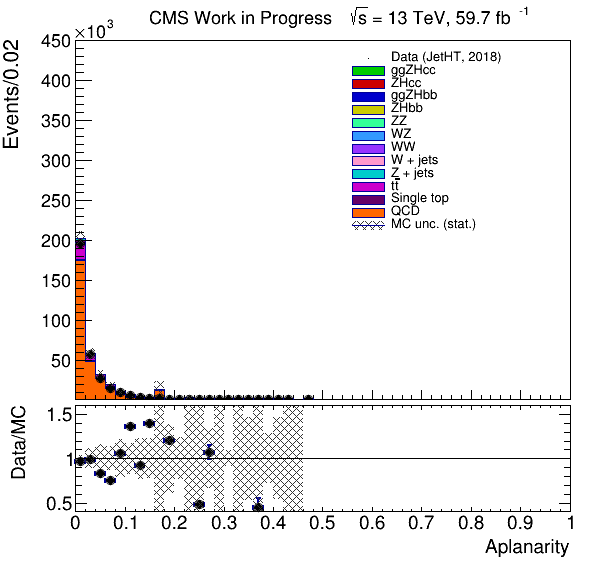 CMS Work in Progress √s = 13 TeV, 59.7 fb⁻¹
×10³
Events/0.02
450
400
350
300
250
200
150
100
50
Data (JetHT, 2018)
ggZHcc
ZHcc
ggZHbb
ZHbb
ZZ
WZ
WW
W + jets
Z + jets
tt̅
Single top
QCD
MC unc. (stat.)
Data/MC
1.5
1
0.5
0 0.1 0.2 0.3 0.4 0.5 0.6 0.7 0.8 0.9 1
Aplanarity